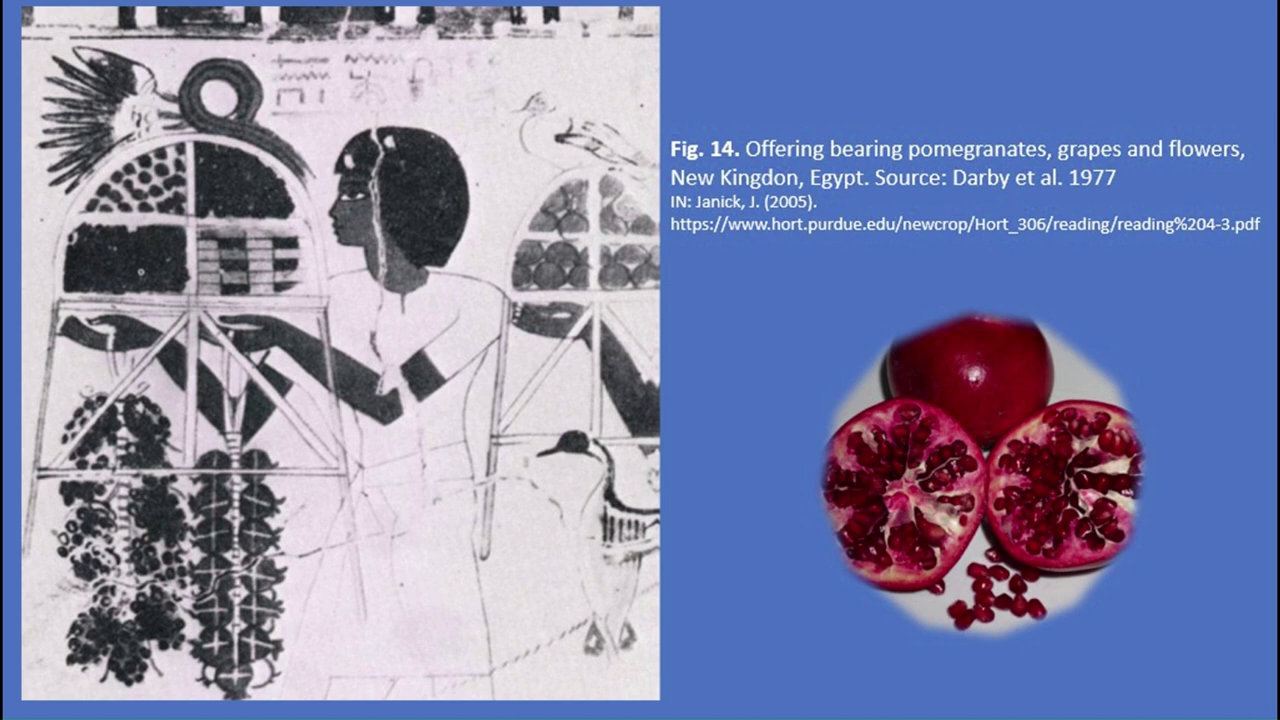 Fig. 14. Offering bearing pomegranates, grapes and flowers,
New Kingdon, Egypt. Source: Darby et al. 1977
IN: Janick, J. (2005).
https://www.hort.purdue.edu/newcrop/Hort_306/reading/reading%204-3.pdf